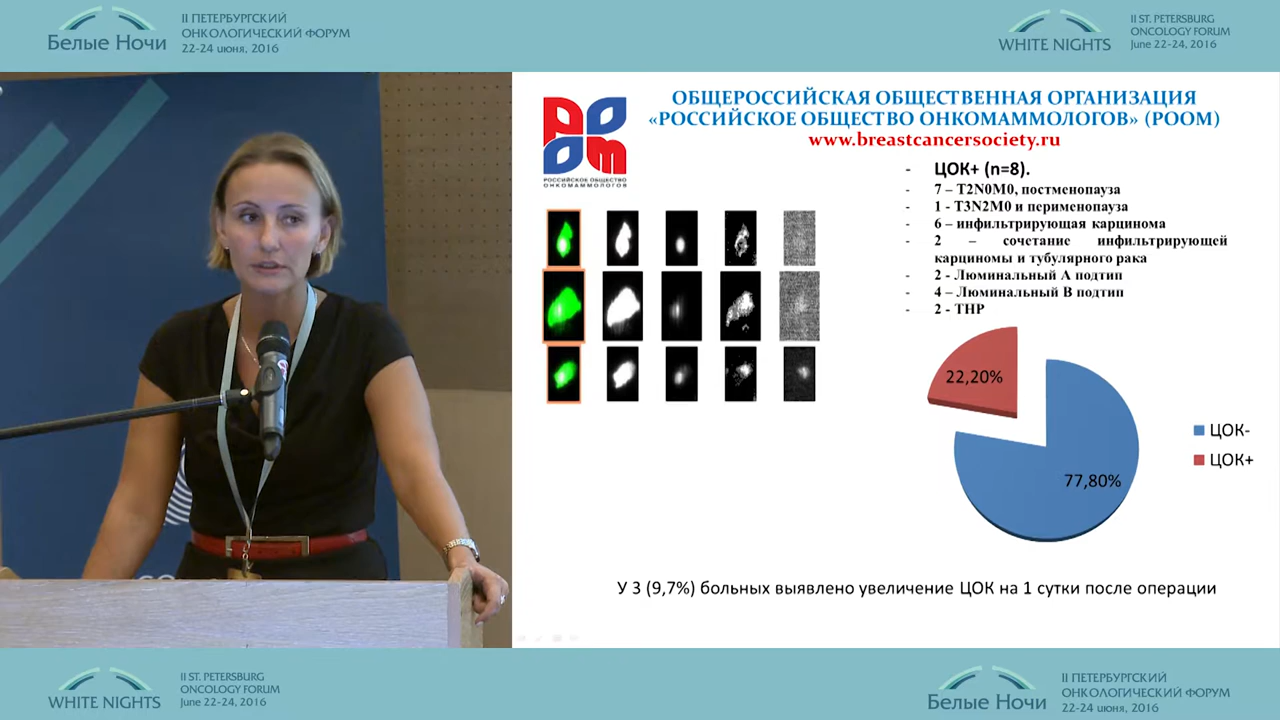 II ПЕТЕРБУРГСКИЙ
ОНКОЛОГИЧЕСКИЙ ФОРУМ
Белые Ночи
22-24 июня, 2016
II ST. PETERSBURG
ONCOLOGY FORUM
WHITE NIGHTS
June 22-24, 2016
ОБЩЕРОССИЙСКАЯ ОБЩЕСТВЕННАЯ ОРГАНИЗАЦИЯ
«РОССИЙСКОЕ ОБЩЕСТВО ОНКОМАММОЛОГОВ» (РООМ)
www.breastcancersociety.ru
РООМ
РОССИЙСКОЕ ОБЩЕСТВО
ОНКОМАММОЛОГОВ
- ЦОК+ (n=8).
- 7 – T2N0M0, постменопауза
- 1 - T3N2M0 и перименопауза
- 6 – инфильтрирующая карцинома
- 2 – сочетание инфильтрирующей
карциномы и тубулярного рака
- 2 - Люминальный А подтип
- 4 – Люминальный В подтип
- 2 - ТНР
22,20%
77,80%
ЦОК-
ЦОК+
У 3 (9,7%) больных выявлено увеличение ЦОК на 1 сутки после операции
II ST. PETERSBURG
ONCOLOGY FORUM
WHITE NIGHTS
June 22-24, 2016
II ПЕТЕРБУРГСКИЙ
ОНКОЛОГИЧЕСКИЙ ФОРУМ
Белые Ночи
22-24 июня, 2016